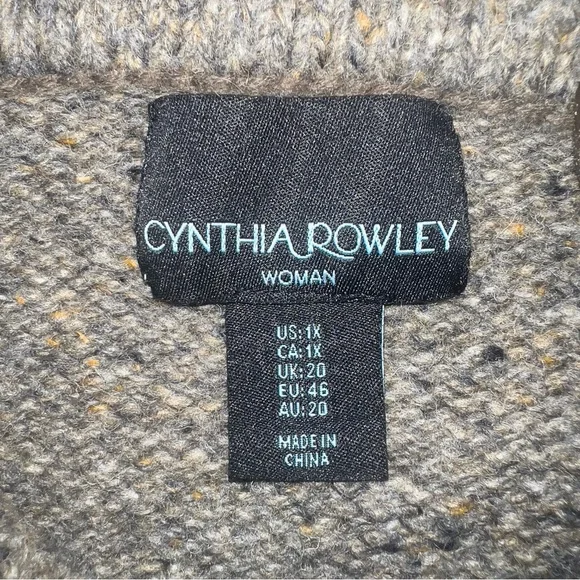 CYNTHIA ROWLEY
WOMAN
US: 1X
CA: 1X
UK: 20
EU: 46
AU: 20
MADE IN
CHINA